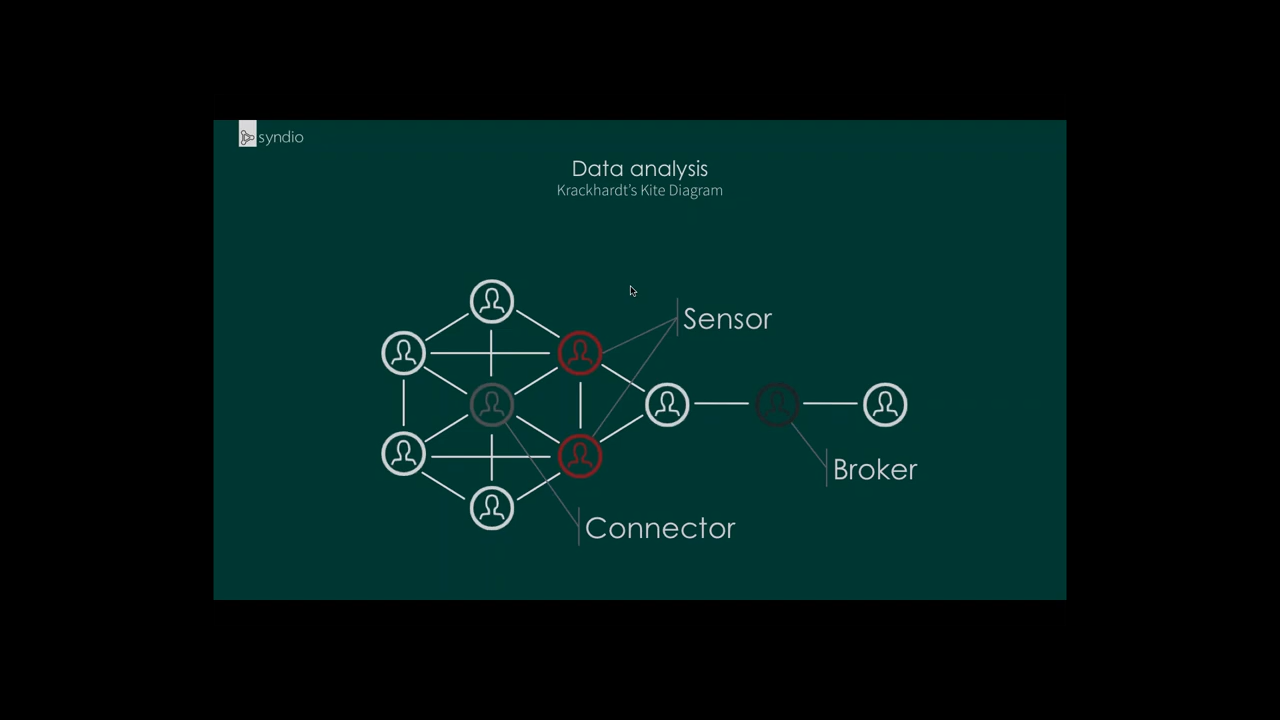 syndio
Data analysis
Krackhardt's Kite Diagram
Sensor
Broker
Connector